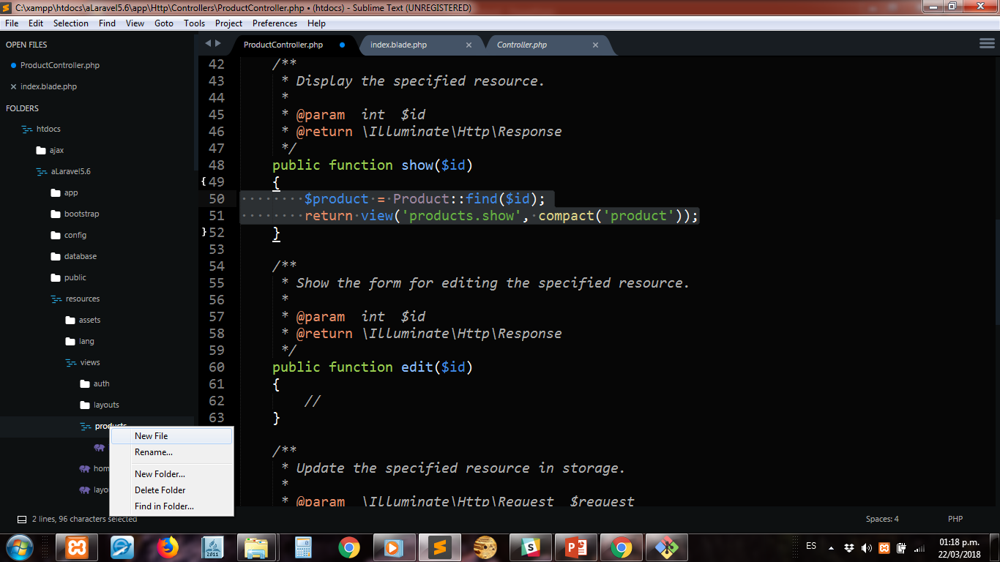 C:\xampp\htdocs\aLaravel5.6\app\Http\Controllers\ProductController.php • (htdocs) - Sublime Text (UNREGISTERED)
File Edit Selection Find View Goto Tools Project Preferences Help
OPEN FILES
ProductController.php
index.blade.php
FOLDERS
htdocs
ajax
aLaravel5.6
app
bootstrap
config
database
public
resources
assets
lang
views
auth
layouts
products
hom
layou
New File
Rename...
New Folder...
Delete Folder
Find in Folder...
ProductController.php index.blade.php Controller.php
42 /**
43 * Display the specified resource.
44 *
45 * @param int $id
46 * @return \Illuminate\Http\Response
47 */
48 public function show($id)
49 {
50 $product = Product::find($id);
51 return view('products.show', compact('product'));
52 }
53
54 /**
55 * Show the form for editing the specified resource.
56 *
57 * @param int $id
58 * @return \Illuminate\Http\Response
59 */
60 public function edit($id)
61 {
62 //
63 }
/**
* Update the specified resource in storage.
*
* @param \Illuminate\Http\Request $request
2 lines, 96 characters selected Spaces: 4 PHP
2011
ES
01:18 p.m.
22/03/2018